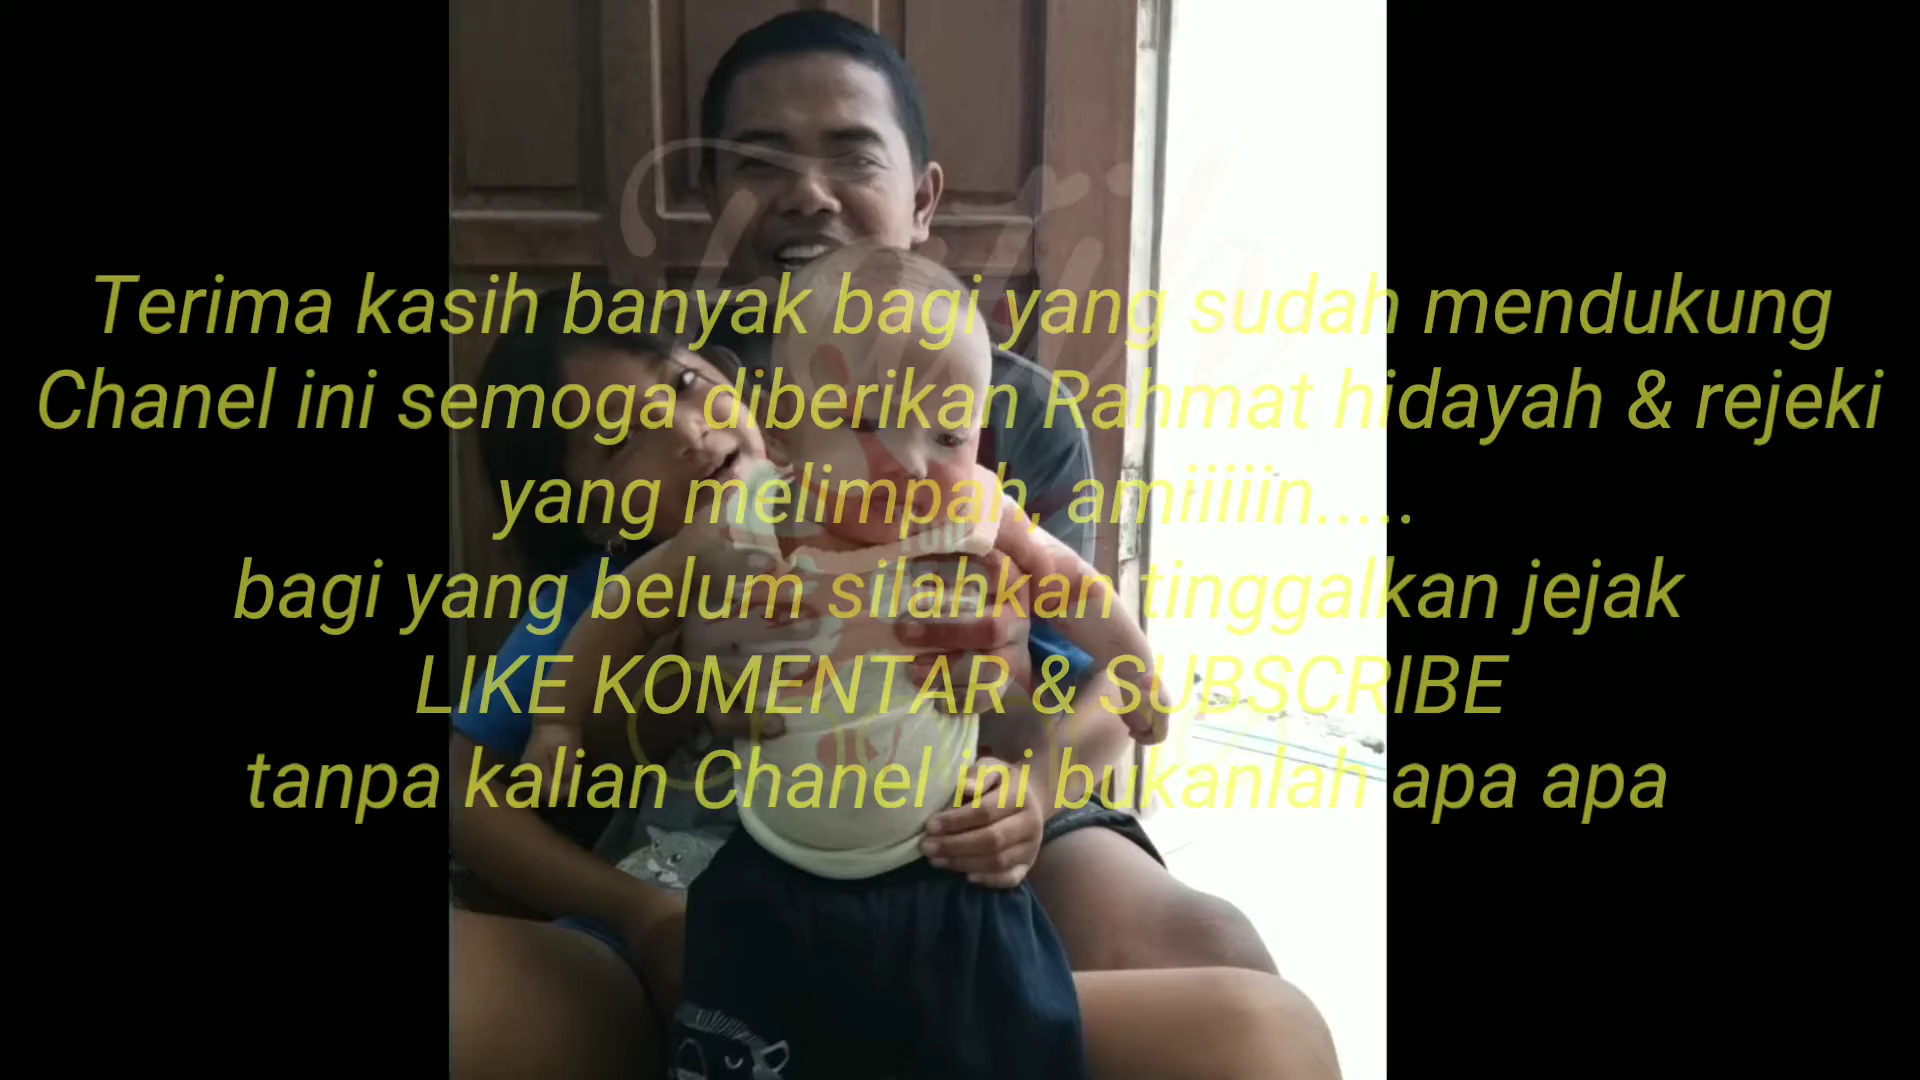 Terima kasih banyak bagi yang sudah mendukung
Chanel ini semoga diberikan Rahmat hidayah & rejeki
yang melimpah, amiiiiin.....
bagi yang belum silahkan tinggalkan jejak
LIKE KOMENTAR & SUBSCRIBE
tanpa kalian Chanel ini bukanlah apa apa